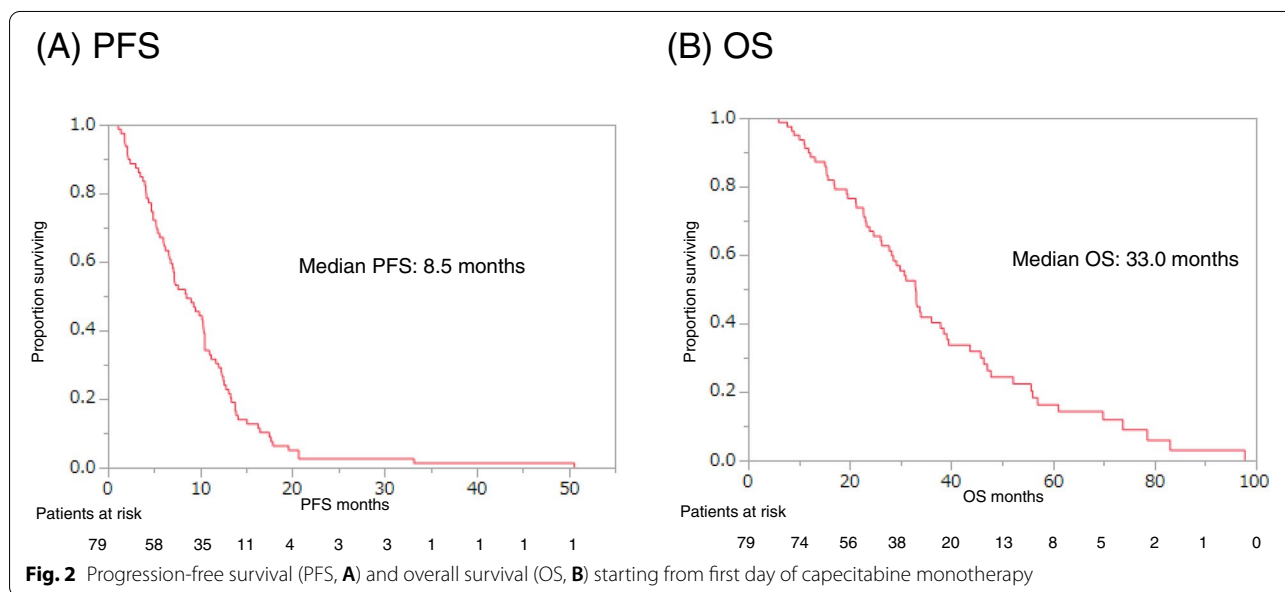 (A) PFS
1.0
0.8
0.6
0.4
0.2
0.0
Proportion surviving
Median PFS: 8.5 months
0 10 20 30 40 50
PFS months
Patients at risk
79 58 35 11 4 3 3 1 1 1 1
(B) OS
1.0
0.8
0.6
0.4
0.2
0.0
Proportion surviving
Median OS: 33.0 months
20 40 60 80 100
OS months
Patients at risk
79 74 56 38 20 13 8 5 2 1 0
Fig. 2 Progression-free survival (PFS, A) and overall survival (OS, B) starting from first day of capecitabine monotherapy